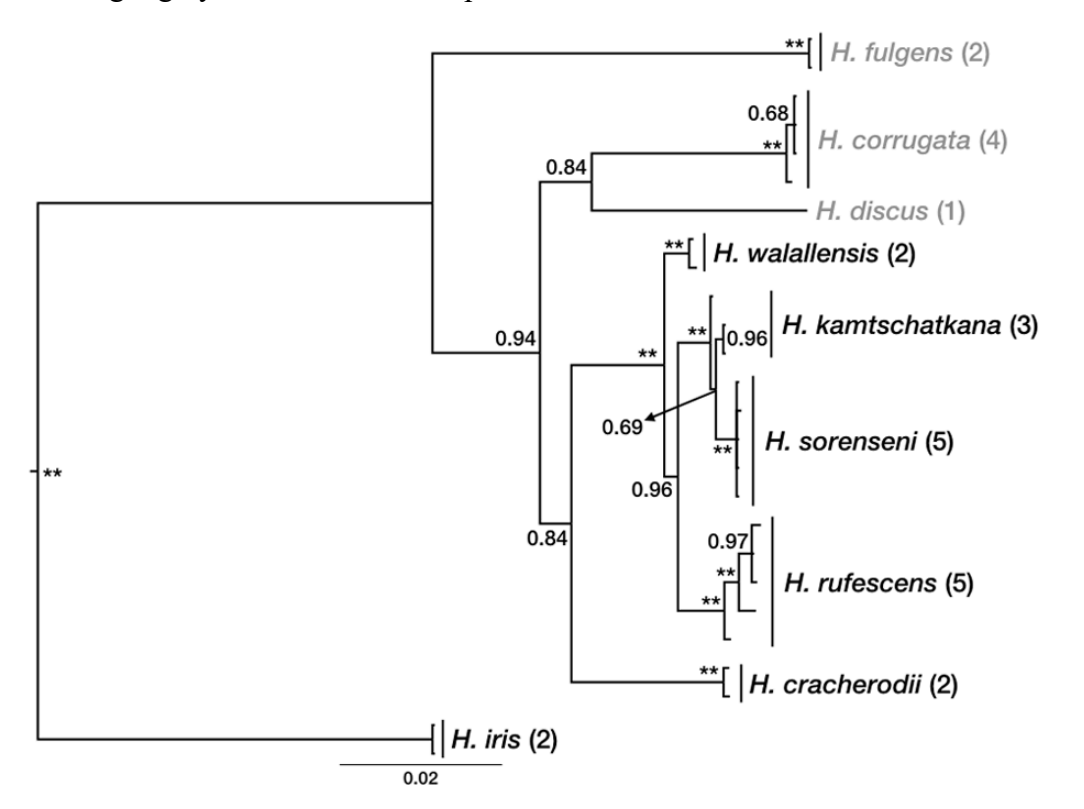 ** H. fulgens (2)
0.68
** H. corrugata (4)
0.84
H. discus (1)
** H. walallensis (2)
** 0.96 H. kamtschatkana (3)
0.94
**
0.69
** H. sorenseni (5)
**
0.96
0.84
0.97
** H. rufescens (5)
**
** H. cracherodii (2)
H. iris (2)
0.02